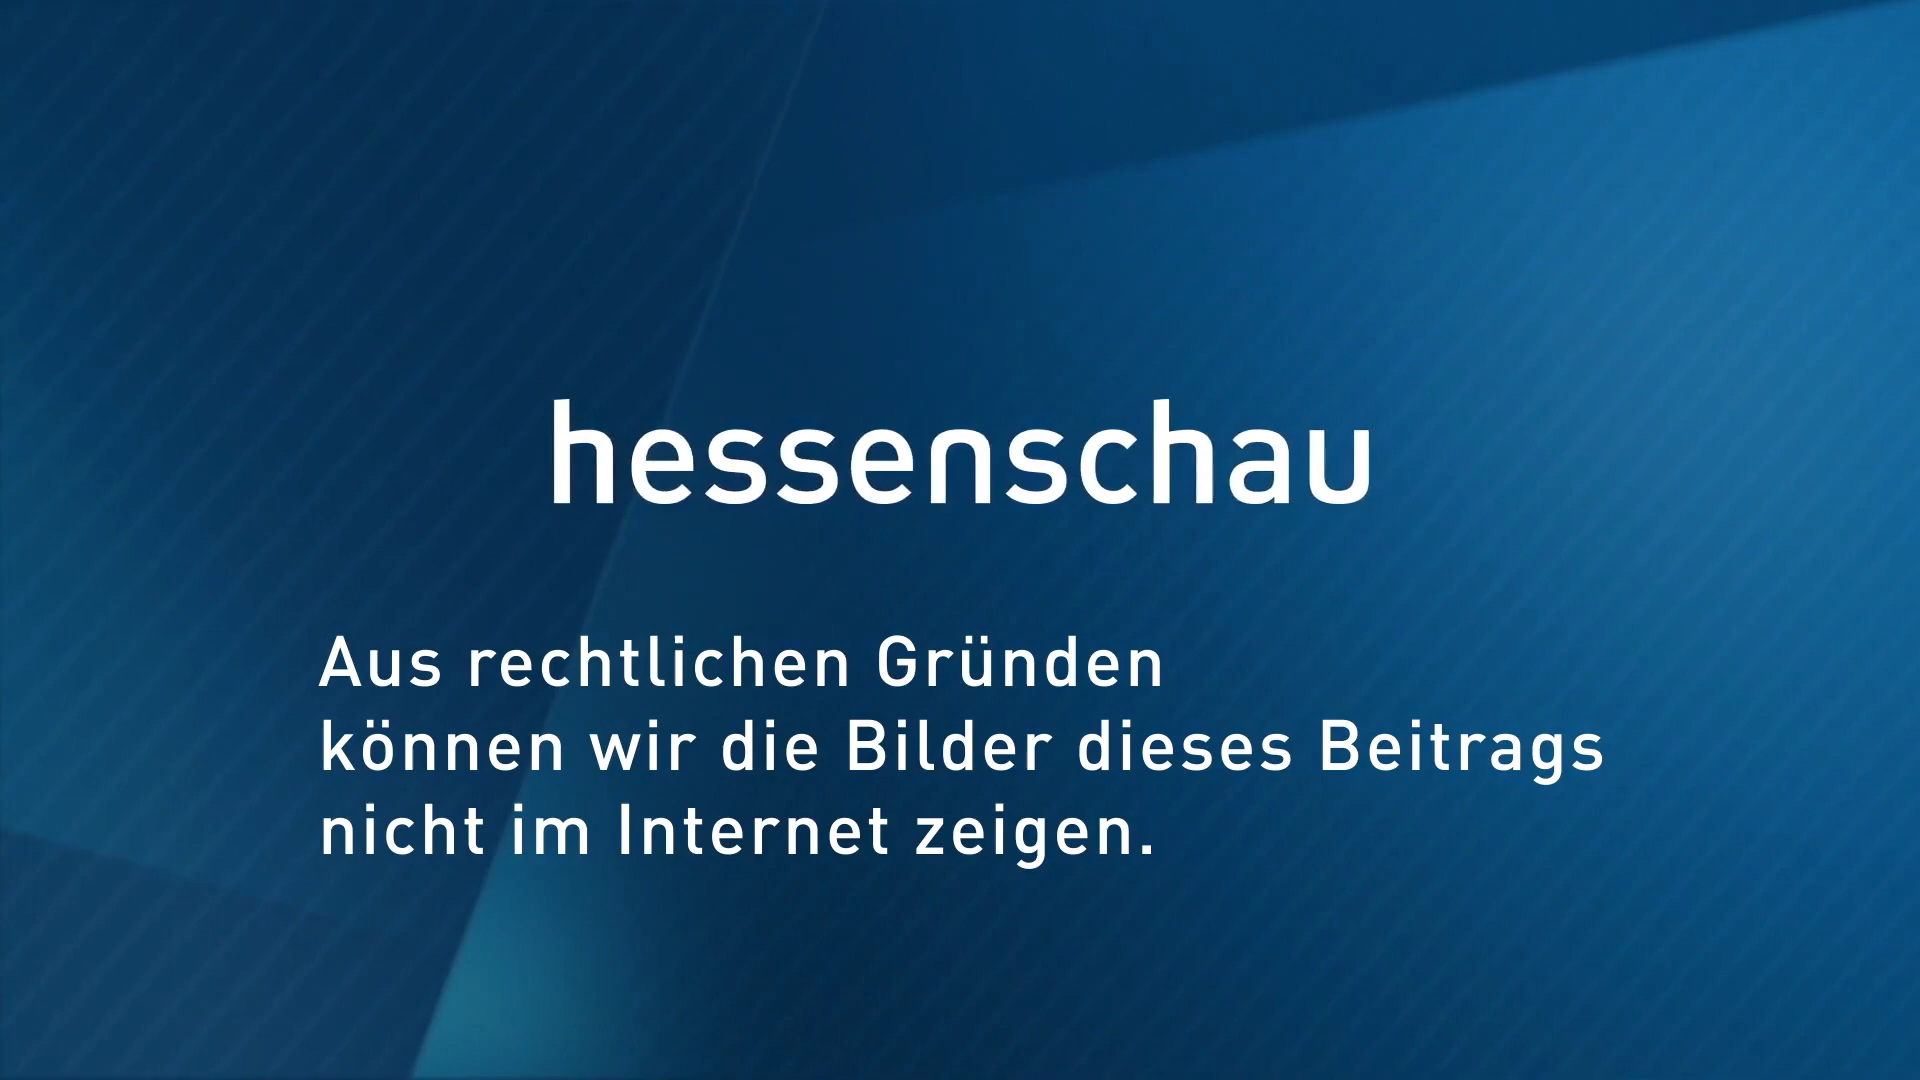 hessenschau
Aus rechtlichen Gründen
können wir die Bilder dieses Beitrags
nicht im Internet zeigen.